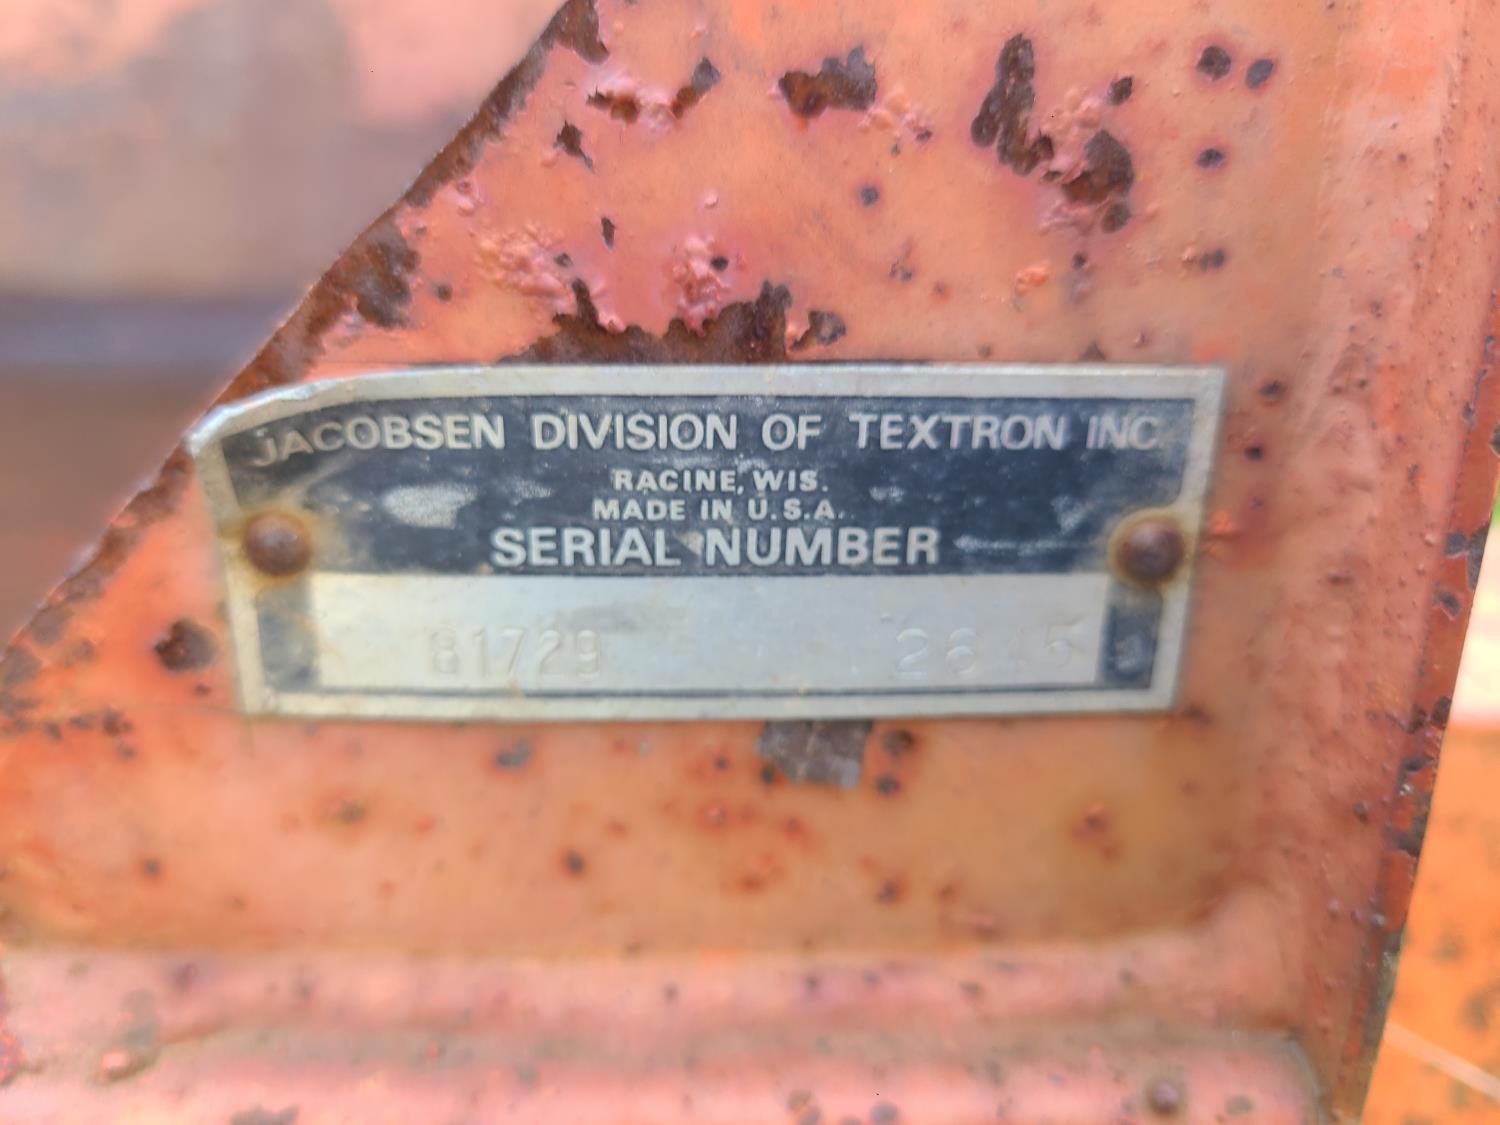 JACOBSEN DIVISION OF TEXTRON INC.
RACINE, WIS.
MADE IN U.S.A.
SERIAL NUMBER
81729